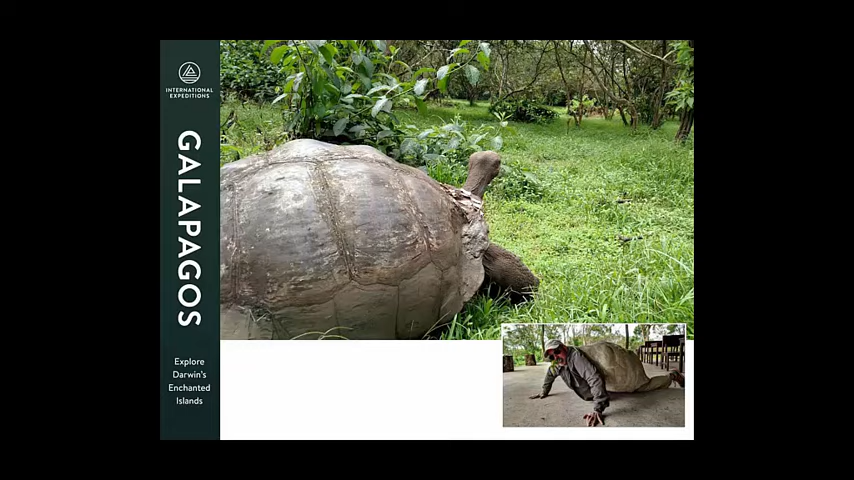 INTERNATIONAL
EXPEDITIONS
GALAPAGOS
Explore
Darwin's
Enchanted
Islands